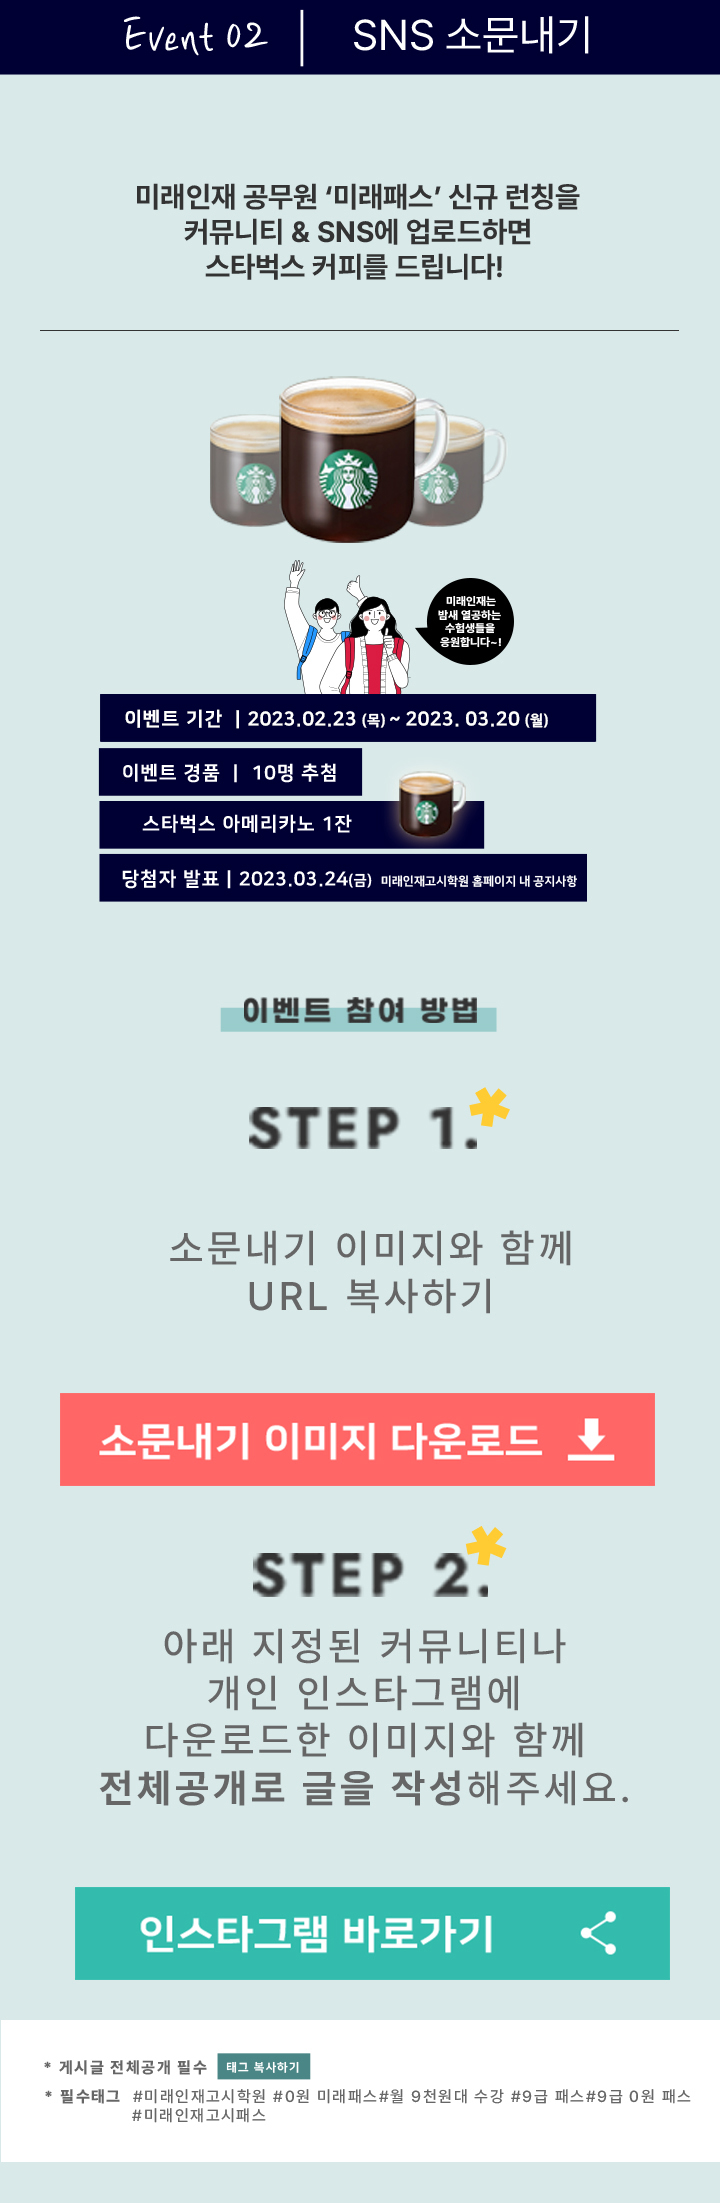 Event 02 | SNS 소문내기
미래인재 공무원 ‘미래패스’ 신규 런칭을
커뮤니티 & SNS에 업로드하면
스타벅스 커피를 드립니다!
미래인재는
밤새 열공하는
수험생들을
응원합니다~!
이벤트 기간 | 2023.02.23 (목) ~ 2023. 03.20 (월)
이벤트 경품 | 10명 추첨
스타벅스 아메리카노 1잔
당첨자 발표 | 2023.03.24(금) 미래인재고시학원 홈페이지 내 공지사항
이벤트 참여 방법
STEP 1.
소문내기 이미지와 함께
URL 복사하기
소문내기 이미지 다운로드
STEP 2.
아래 지정된 커뮤니티나
개인 인스타그램에
다운로드한 이미지와 함께
전체공개로 글을 작성해주세요.
인스타그램 바로가기
* 게시글 전체공개 필수 태그 복사하기
* 필수태그 #미래인재고시학원 #0원 미래패스#월 9천원대 수강 #9급 패스#9급 0원 패스
#미래인재고시패스